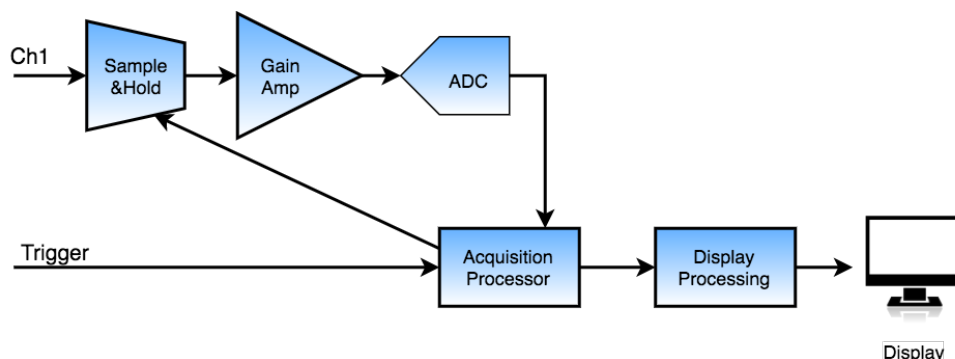 Ch1
Sample
&Hold
Gain
Amp
ADC
Trigger
Acquisition
Processor
Display
Processing
Display